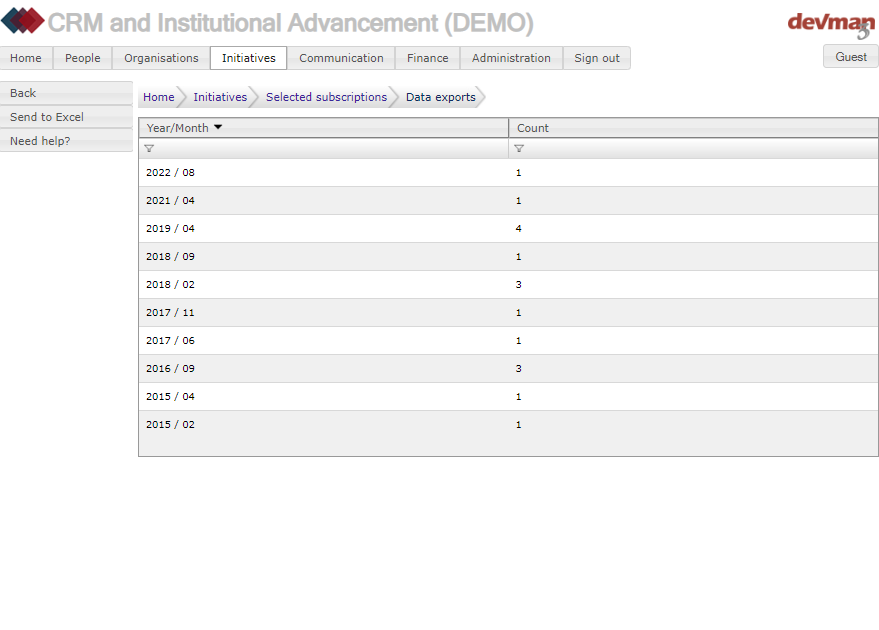 CRM and Institutional Advancement (DEMO)
devman 5
Home People Organisations Initiatives Communication Finance Administration Sign out Guest
Back
Send to Excel
Need help?
Home Initiatives Selected subscriptions Data exports
Year/Month Count
2022 / 08 1
2021 / 04 1
2019 / 04 4
2018 / 09 1
2018 / 02 3
2017 / 11 1
2017 / 06 1
2016 / 09 3
2015 / 04 1
2015 / 02 1